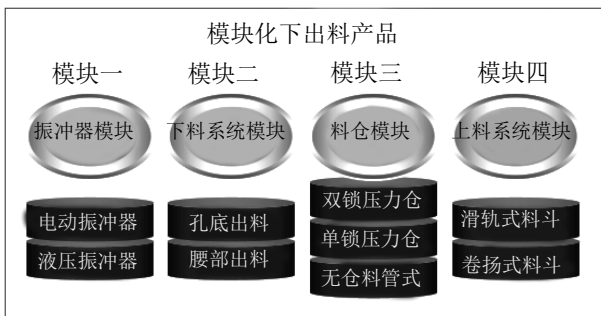 模块化下出料产品
模块一 模块二 模块三 模块四
振冲器模块 下料系统模块 料仓模块 上料系统模块
双锁压力仓
电动振冲器 孔底出料 单锁压力仓 滑轨式料斗
液压振冲器 腰部出料 无仓料管式 卷扬式料斗